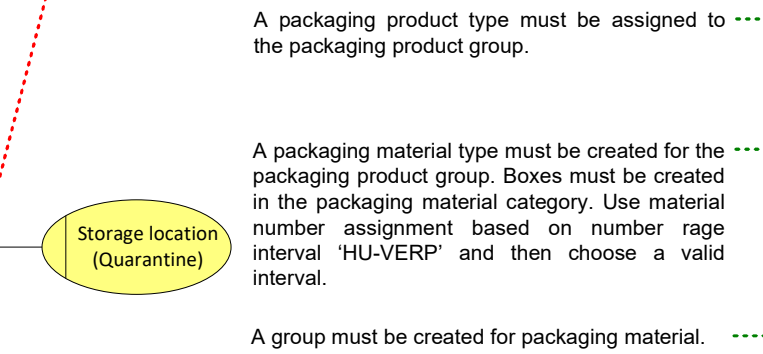 A packaging product type must be assigned to
the packaging product group.
A packaging material type must be created for the
packaging product group. Boxes must be created
in the packaging material category. Use material
number assignment based on number rage
interval ‘HU-VERP’ and then choose a valid
interval.
Storage location
(Quarantine)
A group must be created for packaging material.